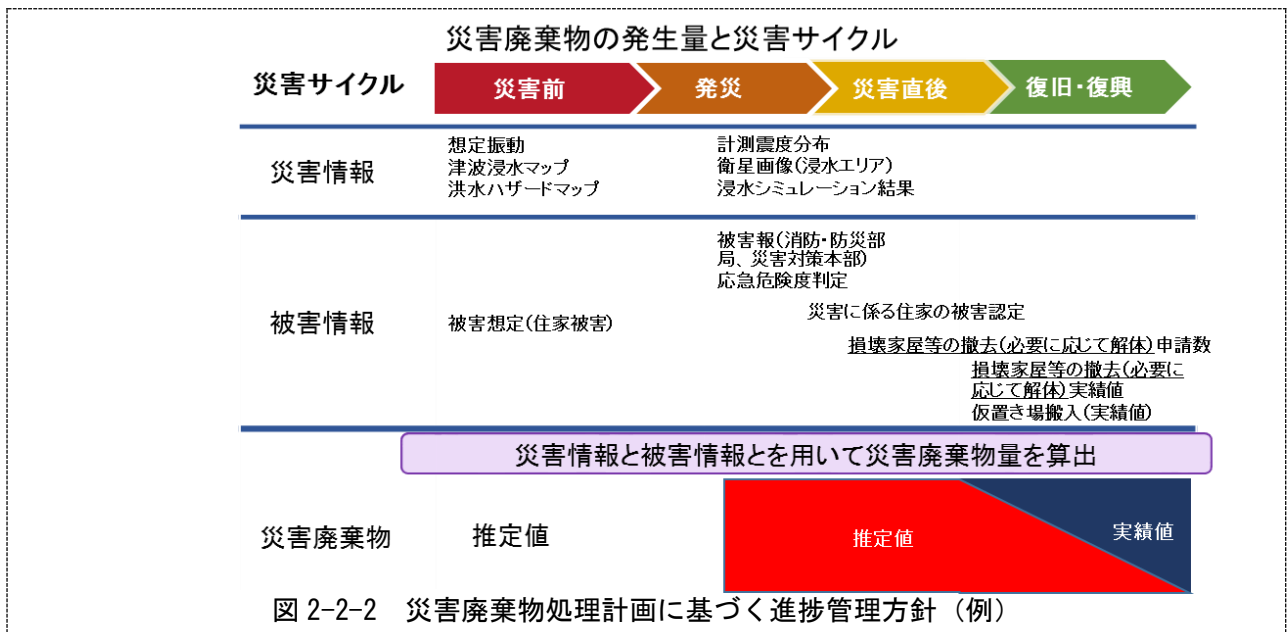 災害廃棄物の発生量と災害サイクル
災害サイクル
災害前
発災
災害直後
復旧・復興
災害情報
想定振動
津波浸水マップ
洪水ハザードマップ
計測震度分布
衛星画像(浸水エリア)
浸水シミュレーション結果
被害情報
被害想定(住家被害)
被害報(消防・防災部
局、災害対策本部)
応急危険度判定
災害に係る住家の被害認定
損壊家屋等の撤去(必要に応じて解体)申請数
損壊家屋等の撤去(必要に
応じて解体)実績値
仮置き場搬入(実績値)
災害情報と被害情報とを用いて災害廃棄物量を算出
災害廃棄物
推定値
推定値
実績値
図 2-2-2 災害廃棄物処理計画に基づく進捗管理方針（例）